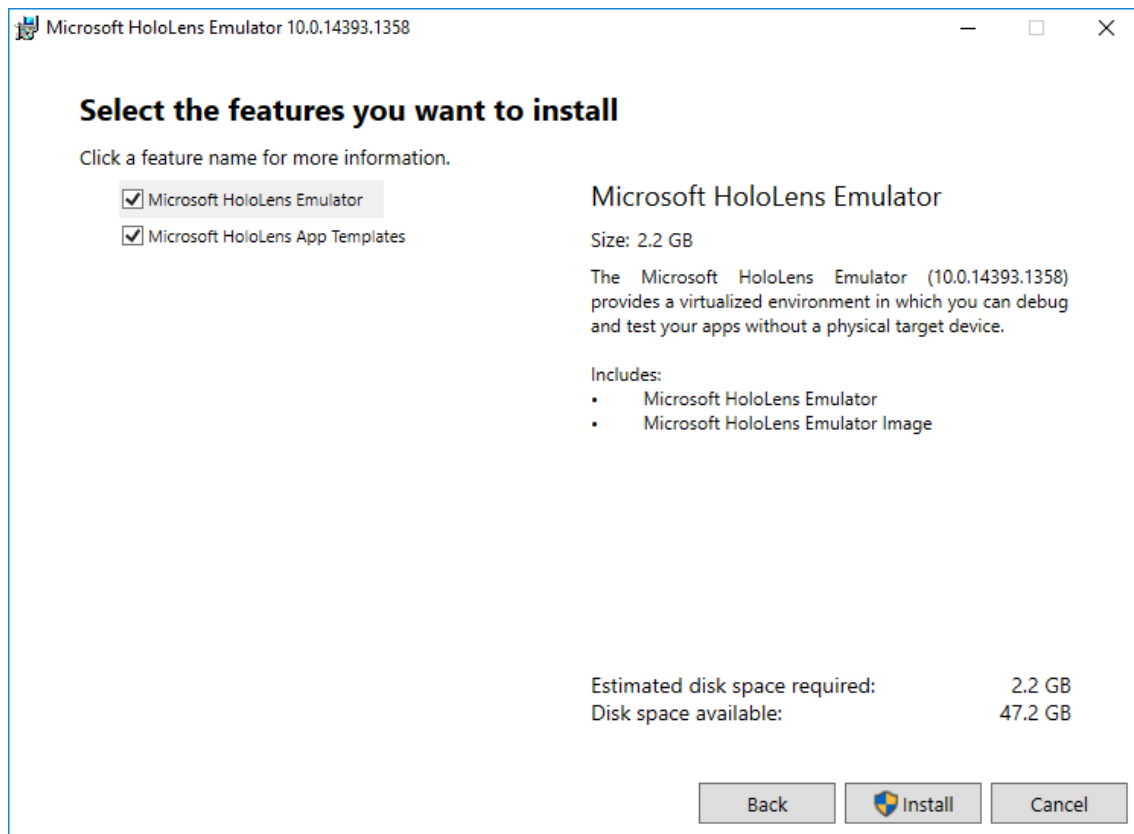 Microsoft HoloLens Emulator 10.0.14393.1358
Select the features you want to install
Click a feature name for more information.
Microsoft HoloLens Emulator
Microsoft HoloLens App Templates
Microsoft HoloLens Emulator
Size: 2.2 GB
The Microsoft HoloLens Emulator (10.0.14393.1358)
provides a virtualized environment in which you can debug
and test your apps without a physical target device.
Includes:
• Microsoft HoloLens Emulator
• Microsoft HoloLens Emulator Image
Estimated disk space required: 2.2 GB
Disk space available: 47.2 GB
Back Install Cancel